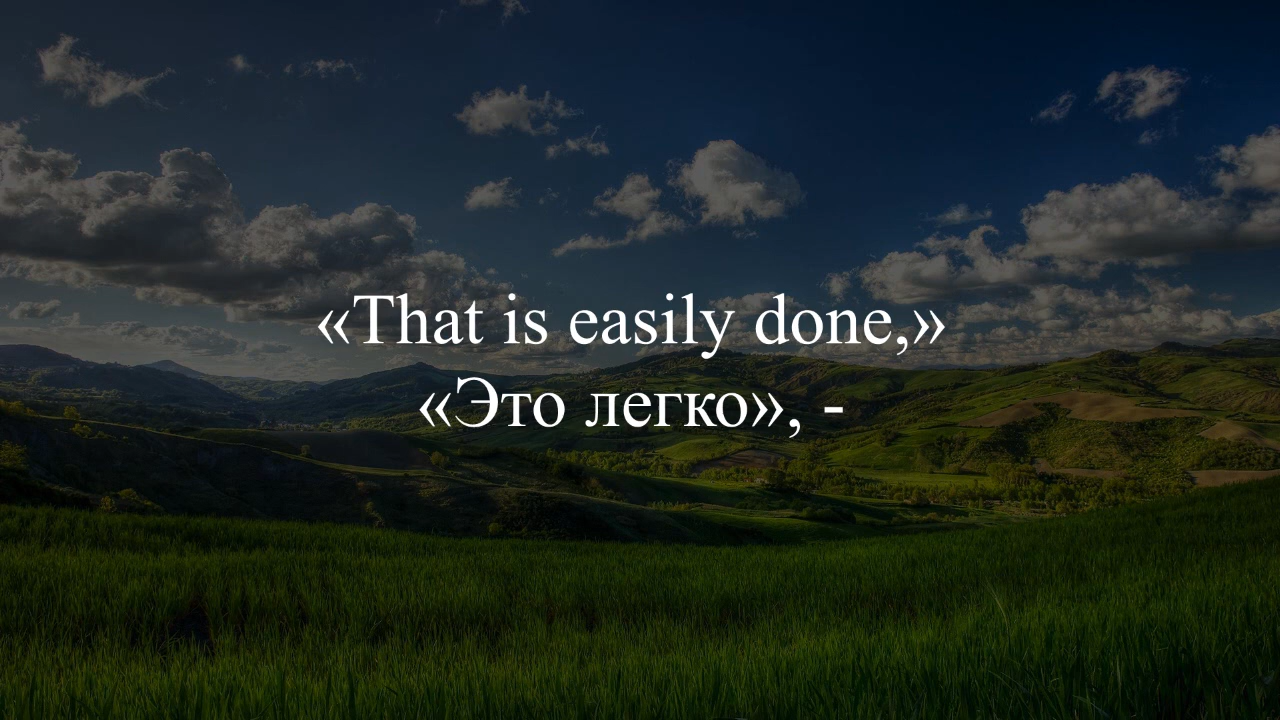 «That is easily done,»
«Это легко», -